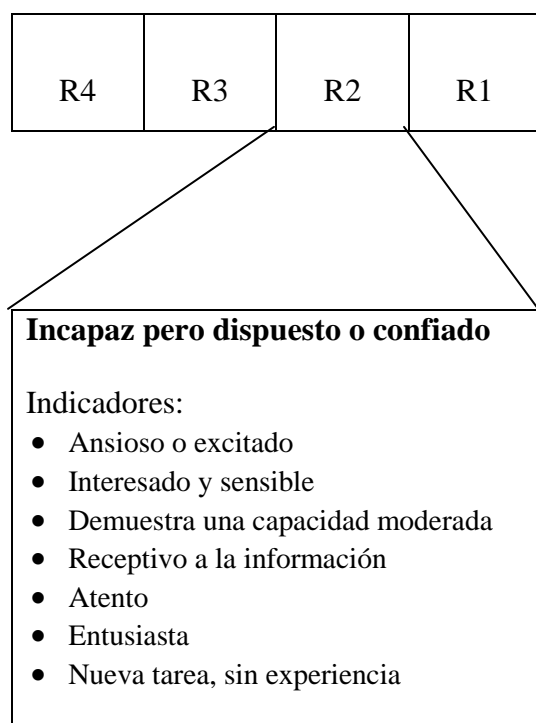 R4 R3 R2 R1
Incapaz pero dispuesto o confiado
Indicadores:
• Ansioso o excitado
• Interesado y sensible
• Demuestra una capacidad moderada
• Receptivo a la información
• Atento
• Entusiasta
• Nueva tarea, sin experiencia